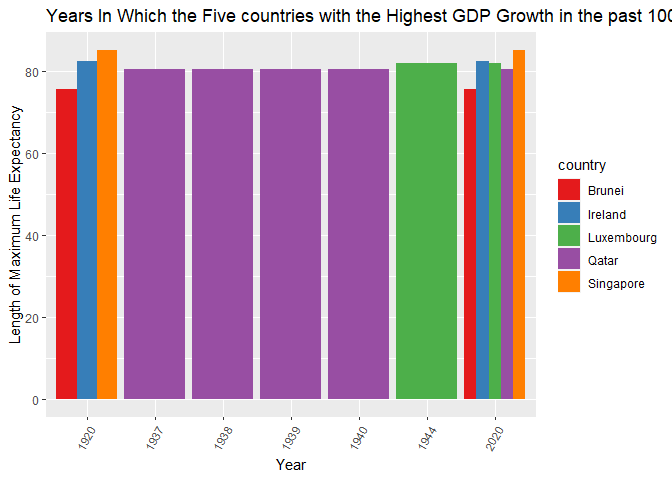 Years In Which the Five countries with the Highest GDP Growth in the past 100
Length of Maximum Life Expectancy
80
60
40
20
0
1920
1937
1938
1939
1940
1944
2020
Year
country
Brunei
Ireland
Luxembourg
Qatar
Singapore